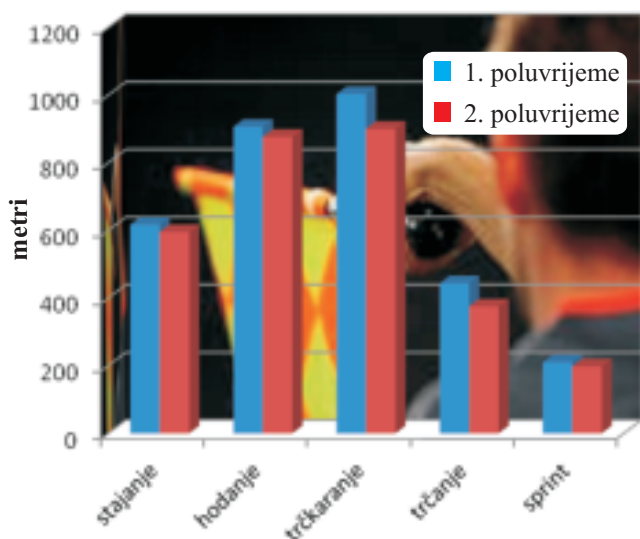 1200
1000
800
600
400
200
0
metri
1. poluvrijeme
2. poluvrijeme
stajanje
hodanje
trčkaranje
trčanje
sprint